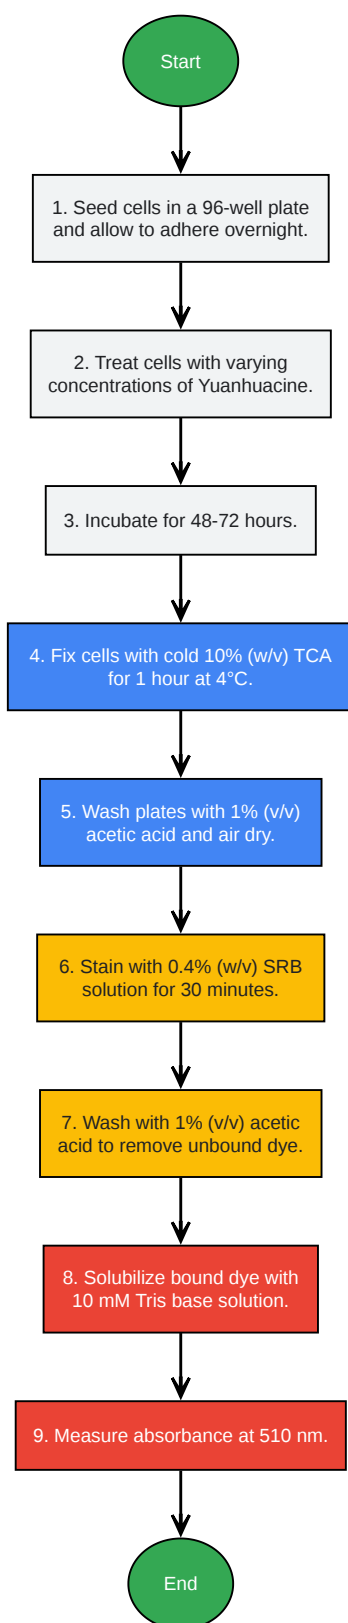 Start
1. Seed cells in a 96-well plate
and allow to adhere overnight.
2. Treat cells with varying
concentrations of Yuanhuacine.
3. Incubate for 48-72 hours.
4. Fix cells with cold 10% (w/v) TCA
for 1 hour at 4°C.
5. Wash plates with 1% (v/v)
acetic acid and air dry.
6. Stain with 0.4% (w/v) SRB
solution for 30 minutes.
7. Wash with 1% (v/v) acetic
acid to remove unbound dye.
8. Solubilize bound dye with
10 mM Tris base solution.
9. Measure absorbance at 510 nm.
End